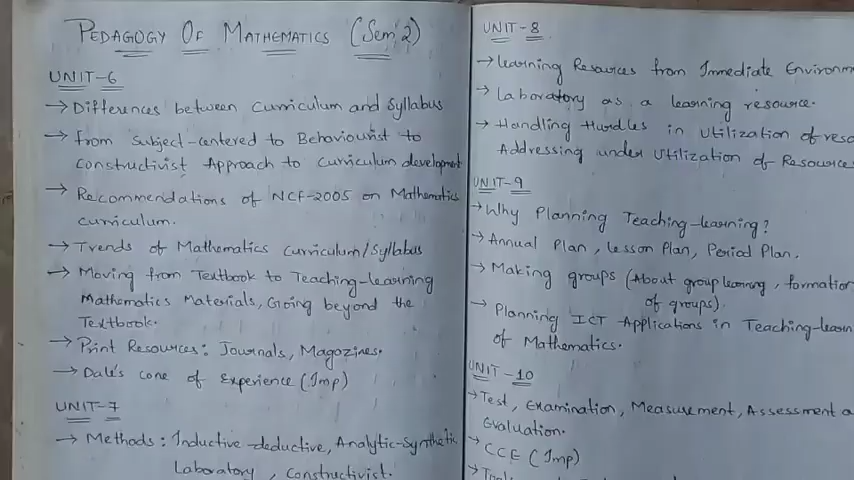 PEDAGOGY OF MATHEMATICS (Sem 2)
UNIT-6
→ Differences between Curriculum and Syllabus
→ From Subject-centered to Behaviourist to
Constructivist Approach to Curriculum development
→ Recommendations of NCF-2005 on Mathematics
curriculum.
→ Trends of Mathematics Curriculum/Syllabus
→ Moving from Textbook to Teaching-learning
Mathematics Materials, Going beyond the
Textbook.
→ Print Resources: Journals, Magozines.
→ Dale's cone of Experience (Imp)
UNIT-7
→ Methods: Inductive-deductive, Analytic-Synthetic
Laboratory, Constructivist.
UNIT-8
→ Learning Resources from Immediate Environm
→ Laboratory as a learning resource.
→ Handling Hurdles in Utilization of reso
Addressing under Utilization of Resource
UNIT-9
→ Why Planning Teaching-learning?
→ Annual Plan, Lesson Plan, Period Plan.
→ Making groups (About group learning, formation
of groups).
→ Planning ICT Applications in Teaching-learn
of Mathematics.
UNIT-10
→ Test, Examination, Measurement, Assessment a
Evaluation.
→ CCE (Imp)
→ Tools